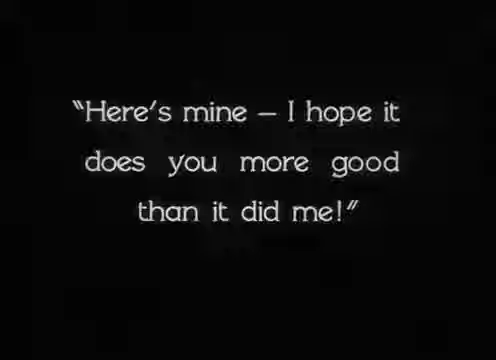 “Here's mine – I hope it
does you more good
than it did me!”